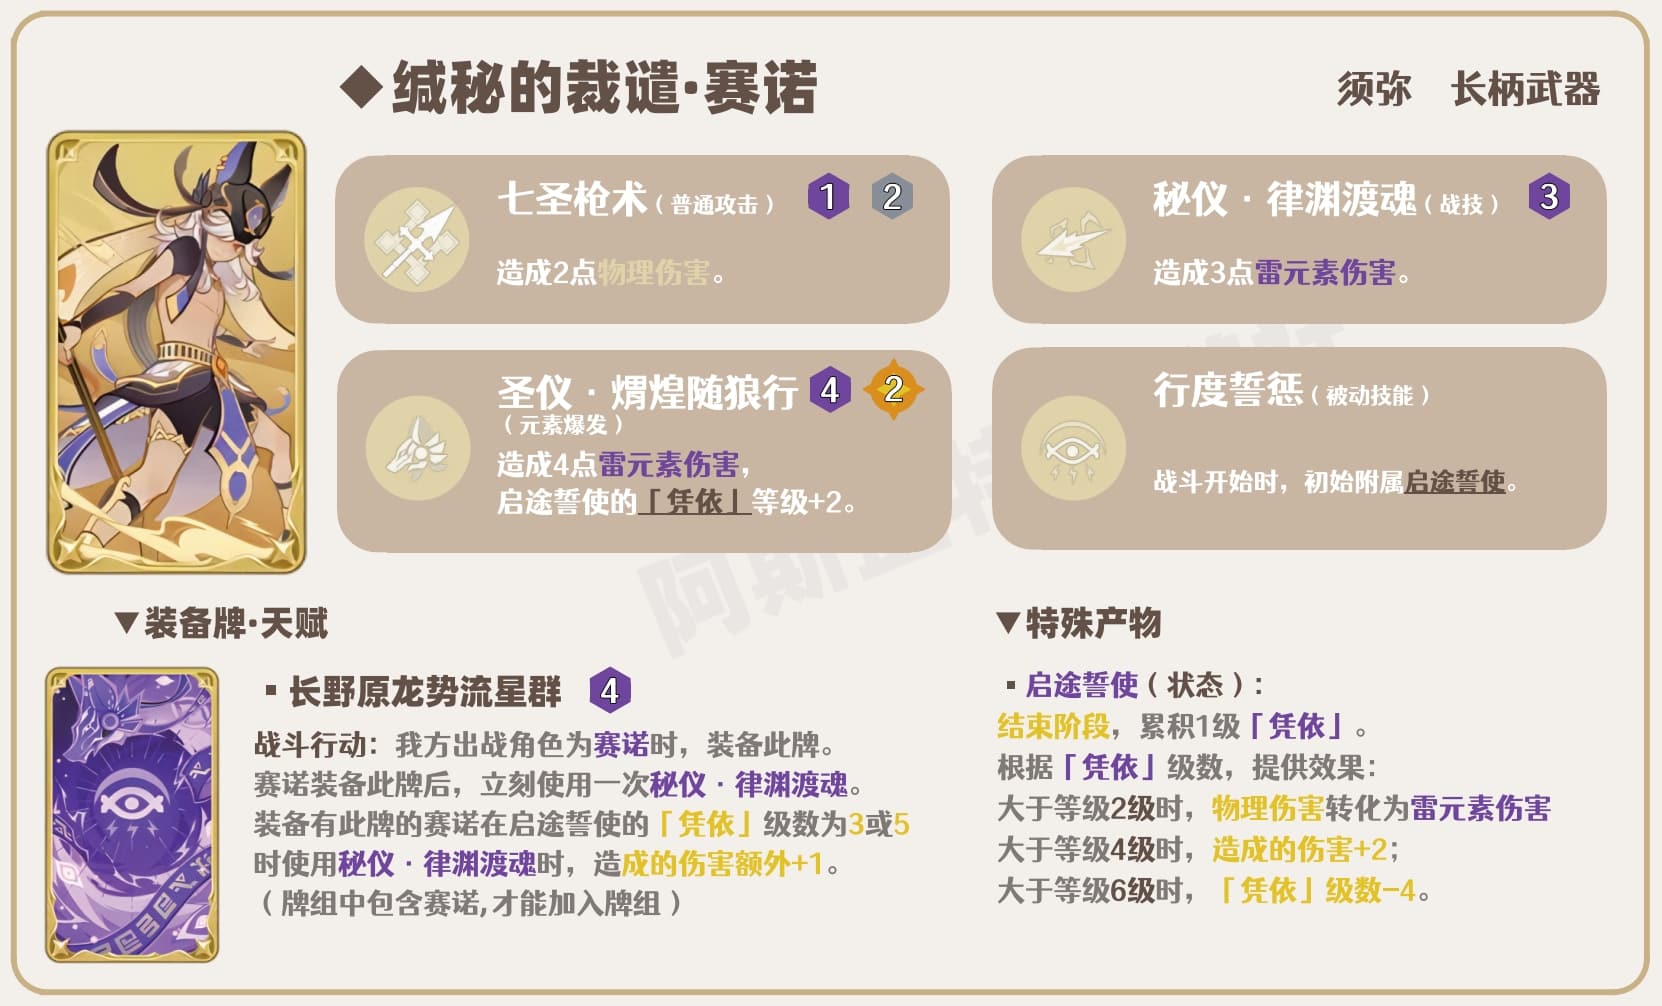 ◆缄秘的裁谴·赛诺
须弥 长柄武器
七圣枪术（普通攻击） 1 2
造成2点物理伤害。
秘仪·律渊渡魂（战技） 3
造成3点雷元素伤害。
圣仪·煟煌随狼行 4 2
（元素爆发）
造成4点雷元素伤害，
启途誓使的「凭依」等级+2。
行度誓惩（被动技能）
战斗开始时，初始附属启途誓使。
▼装备牌·天赋
▪长野原龙势流星群 4
战斗行动：我方出战角色为赛诺时，装备此牌。
赛诺装备此牌后，立刻使用一次秘仪·律渊渡魂。
装备有此牌的赛诺在启途誓使的「凭依」级数为3或5
时使用秘仪·律渊渡魂时，造成的伤害额外+1。
（牌组中包含赛诺,才能加入牌组）
▼特殊产物
▪启途誓使（状态）：
结束阶段，累积1级「凭依」。
根据「凭依」级数，提供效果：
大于等级2级时，物理伤害转化为雷元素伤害
大于等级4级时，造成的伤害+2；
大于等级6级时，「凭依」级数-4。